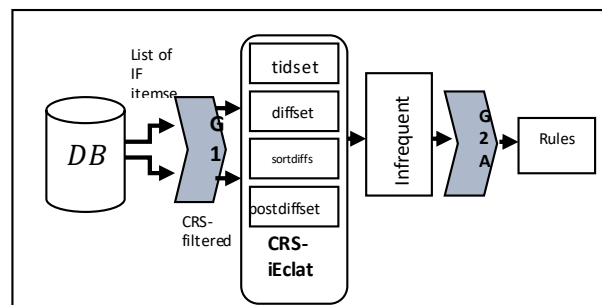 List of
IF
itemse
DB
G
1
CRS-
filtered
tidset
diffset
sortdiffs
postdiffset
CRS-
iEclat
Infrequent
G
2
A
Rules